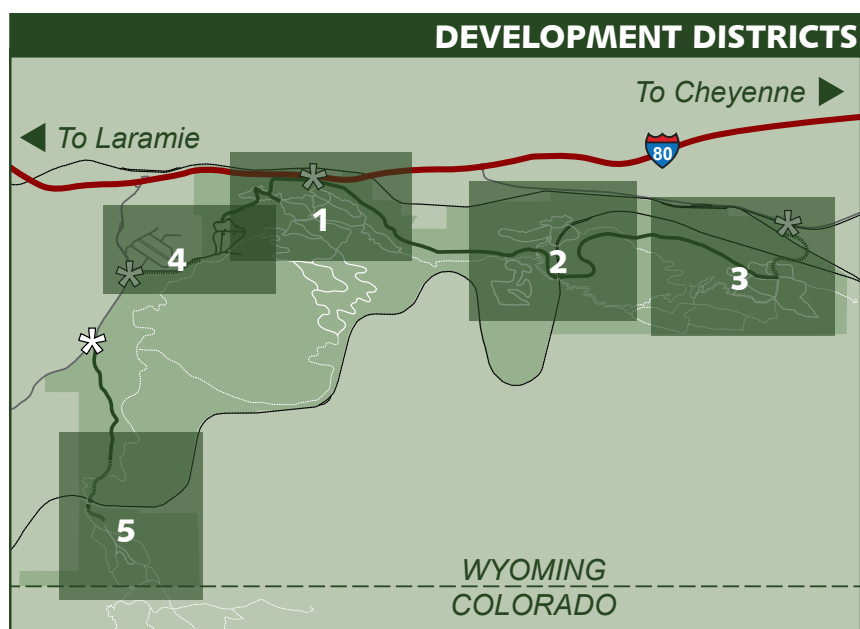 DEVELOPMENT DISTRICTS
To Cheyenne
To Laramie
80
1
4
2
3
5
WYOMING
COLORADO